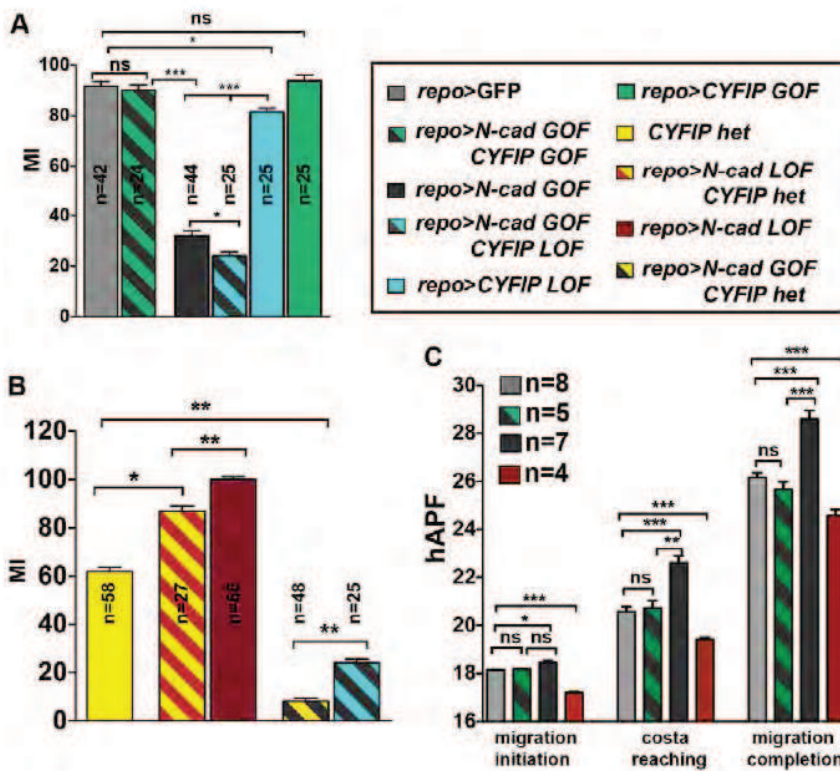 A
ns
*
ns
***
***
*
MI
100
80
60
40
20
0
n=42
n=24
n=44
n=25
n=25
n=25
repo>GFP
repo>N-cad GOF
CYFIP GOF
repo>N-cad GOF
repo>N-cad GOF
CYFIP LOF
repo>CYFIP LOF
repo>CYFIP GOF
CYFIP het
repo>N-cad LOF
CYFIP het
repo>N-cad LOF
repo>N-cad GOF
CYFIP het
B
**
**
*
**
MI
120
100
80
60
40
20
0
n=58
n=27
n=66
n=48
n=25
C
n=8
n=5
n=7
n=4
***
***
***
ns
***
***
**
ns
***
*
ns
ns
hAPF
30
28
26
24
22
20
18
16
migration
initiation
costa
reaching
migration
completion